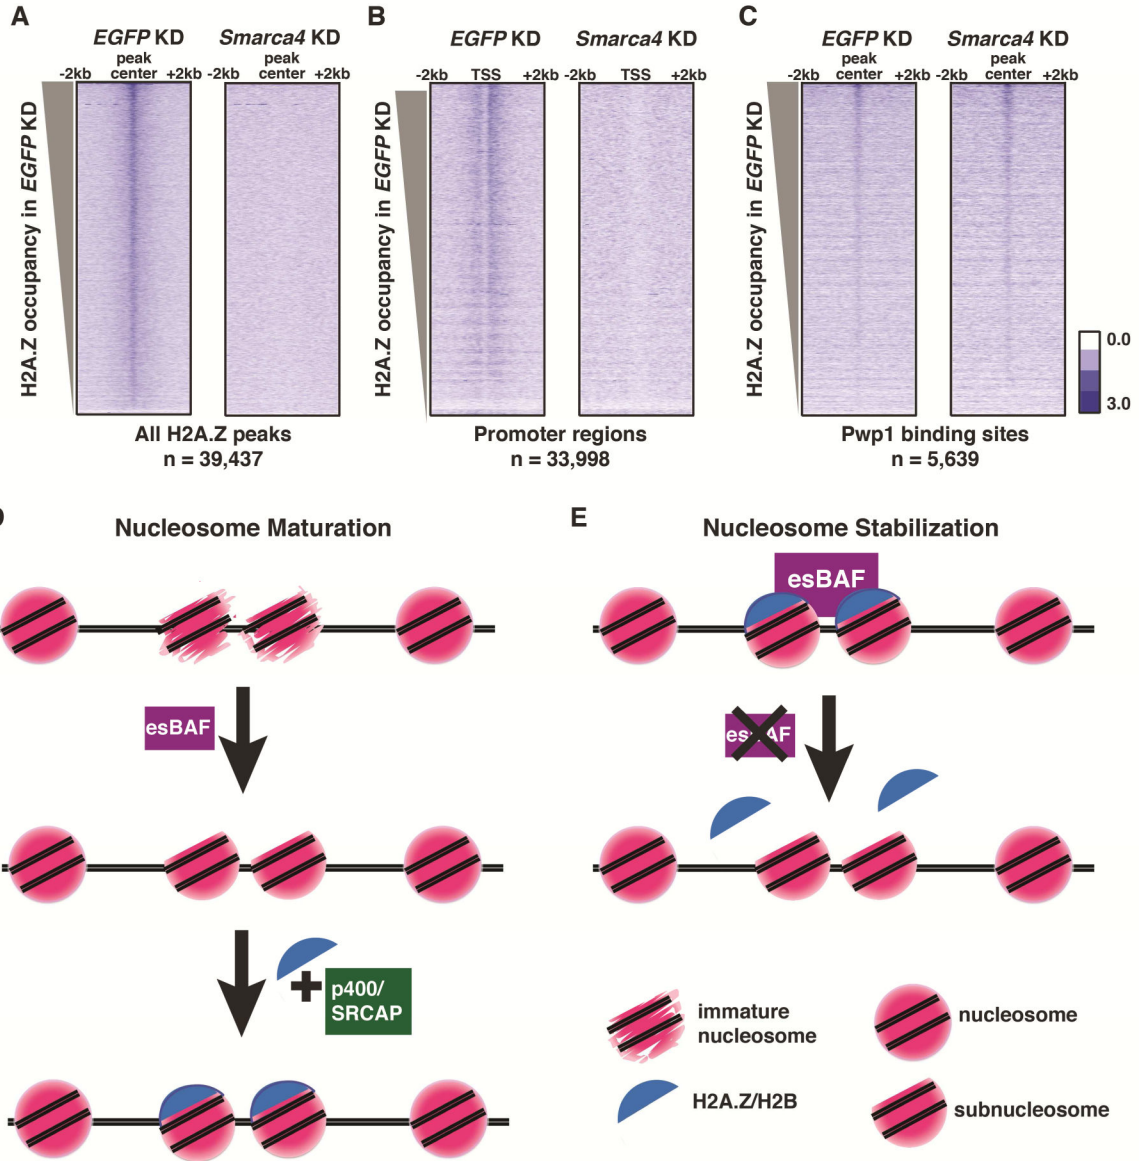 A
B
C
EGFP KD
Smarca4 KD
EGFP KD
Smarca4 KD
EGFP KD
Smarca4 KD
-2kb peak center +2kb
-2kb peak center +2kb
-2kb TSS +2kb
-2kb TSS +2kb
-2kb peak center +2kb
-2kb peak center +2kb
H2A.Z occupancy in EGFP KD
H2A.Z occupancy in EGFP KD
H2A.Z occupancy in EGFP KD
0.0
3.0
All H2A.Z peaks
n = 39,437
Promoter regions
n = 33,998
Pwp1 binding sites
n = 5,639
Nucleosome Maturation
esBAF
p400/
SRCAP
E
Nucleosome Stabilization
esBAF
esBAF
immature
nucleosome
nucleosome
H2A.Z/H2B
subnucleosome